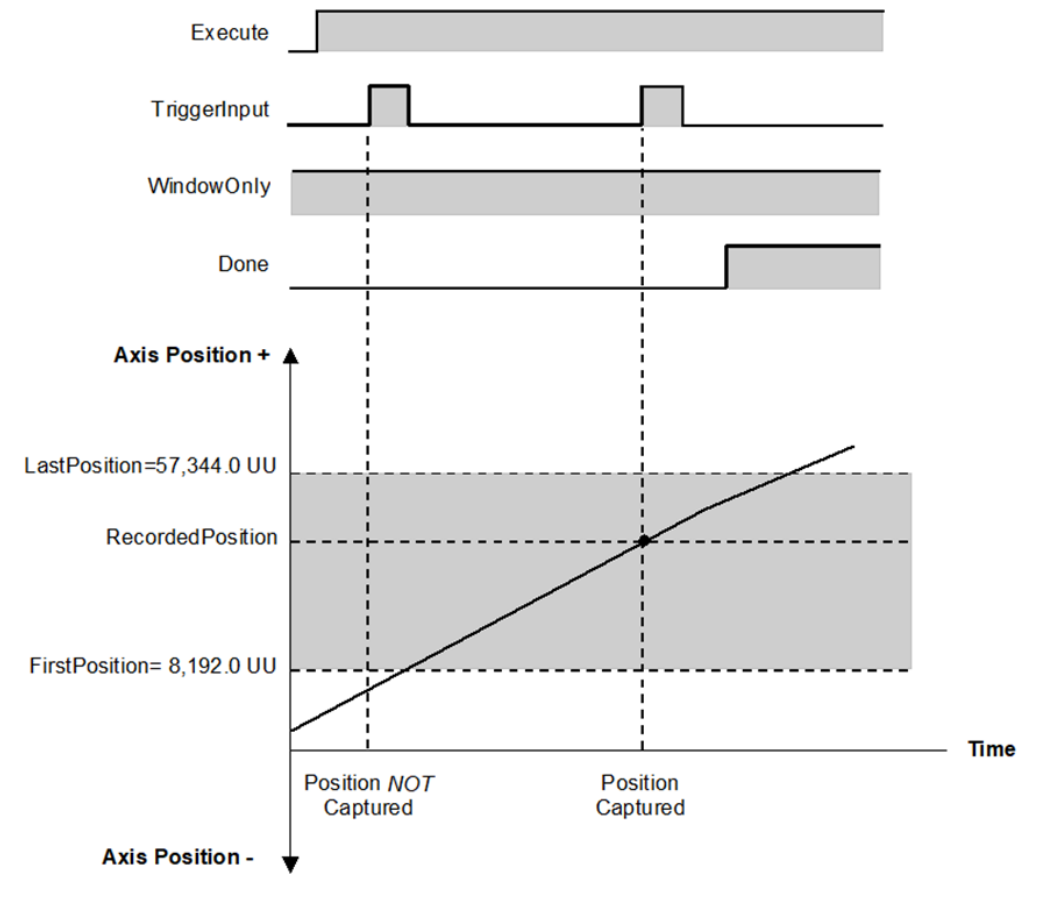 Execute
TriggerInput
WindowOnly
Done
Axis Position +
LastPosition=57,344.0 UU
RecordedPosition
FirstPosition= 8,192.0 UU
Time
Position NOT
Captured
Position
Captured
Axis Position -